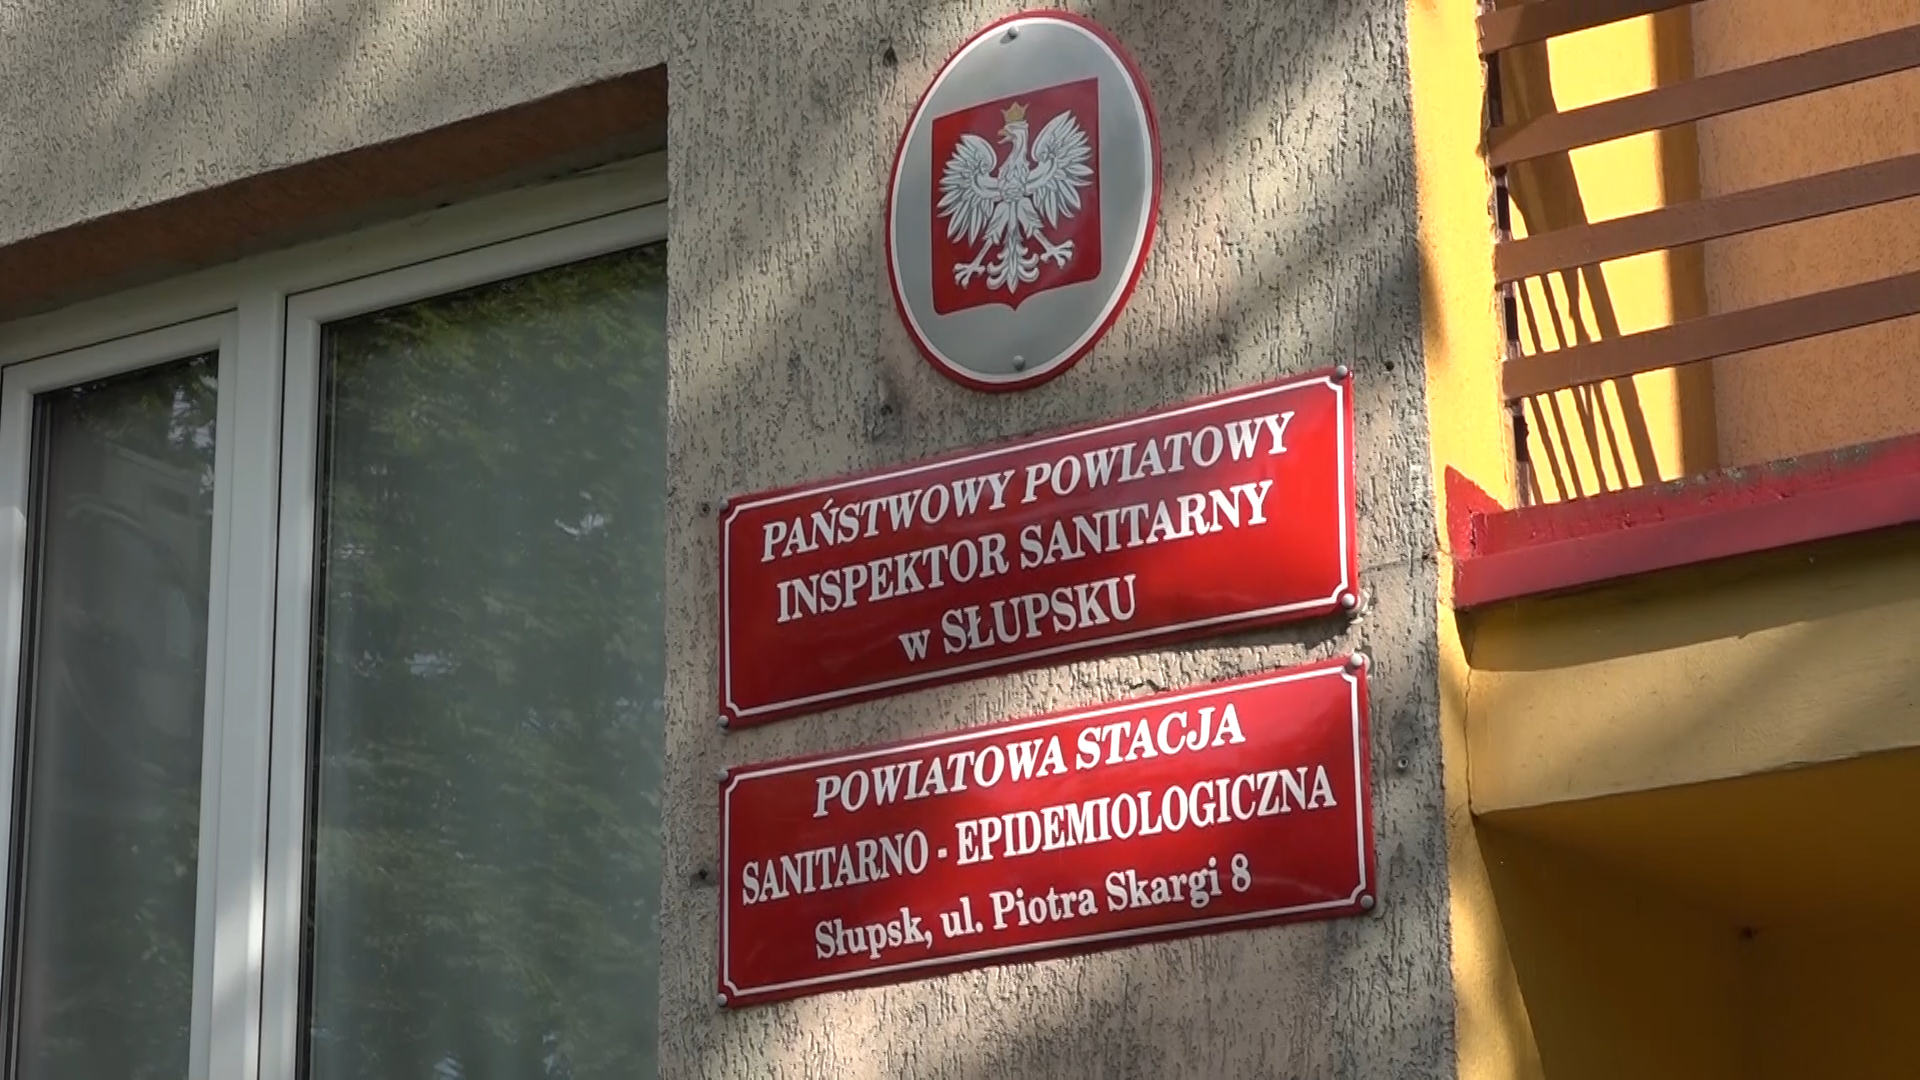 PAŃSTWOWY POWIATOWY
INSPEKTOR SANITARNY
w SŁUPSKU
POWIATOWA STACJA
SANITARNO - EPIDEMIOLOGICZNA
Słupsk, ul. Piotra Skargi 8